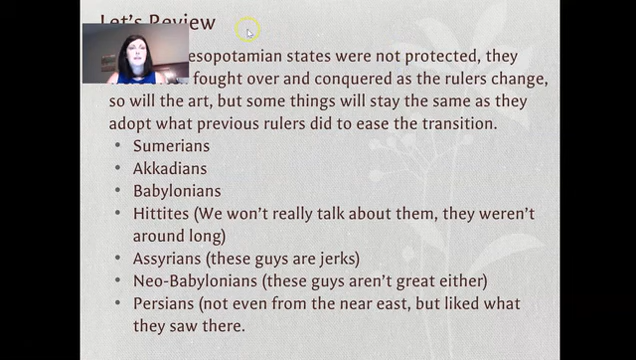 Let's Review
esopotamian states were not protected, they
fought over and conquered as the rulers change,
so will the art, but some things will stay the same as they
adopt what previous rulers did to ease the transition.
• Sumerians
• Akkadians
• Babylonians
• Hittites (We won't really talk about them, they weren't
around long)
• Assyrians (these guys are jerks)
• Neo-Babylonians (these guys aren't great either)
• Persians (not even from the near east, but liked what
they saw there.